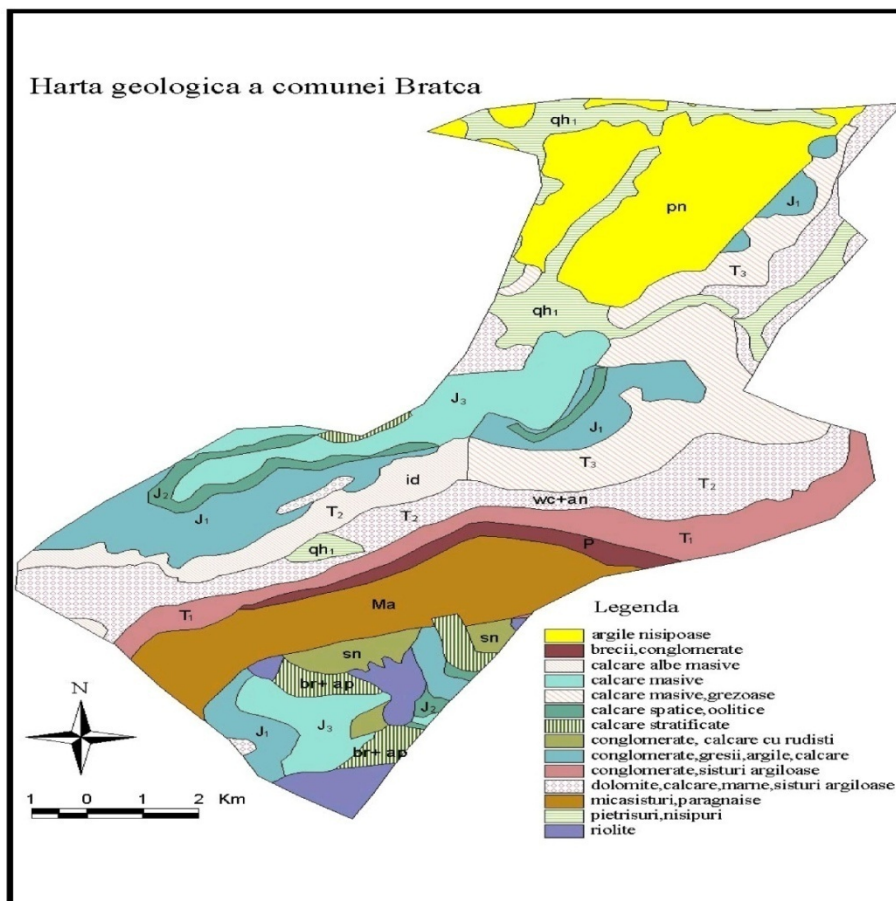 Harta geologica a comunei Bratca
qh1
pn
J1
T3
qh1
J3
J1
T3
J2
id
T2
wc+an
J1
T2
T2
qh1
P
T1
Ma
T1
Legenda
sn
sn
argile nisipoase
brecii,conglomerate
calcare albe masive
br+ ap
calcare masive
N
calcare masive,grezoase
J2
calcare spatice,oolitice
J1
J3
calcare stratificate
conglomerate, calcare cu rudisti
br+ ap
conglomerate,gresii,argile,calcare
conglomerate,sisturi argiloase
dolomite,calcare,marne,sisturi argiloase
micasisturi,paragnaise
pietrisuri,nisipuri
riolite
1 0 1 2 Km